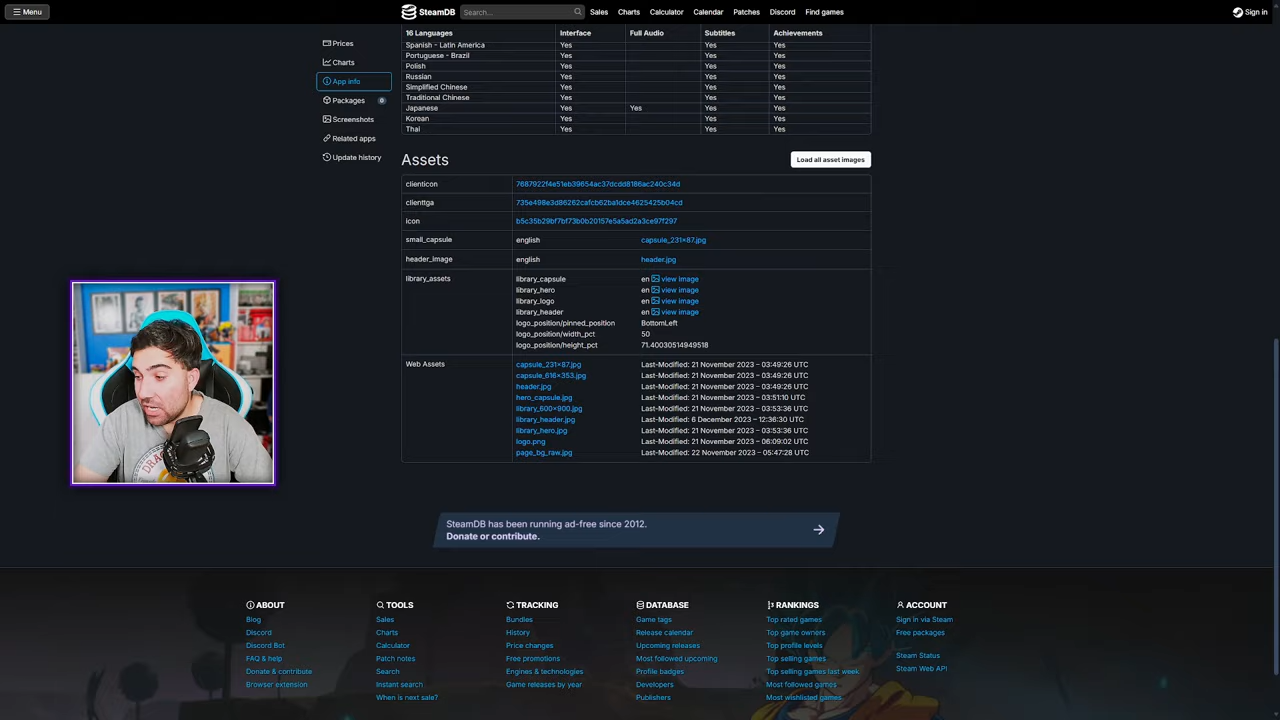 Menu
SteamDB
Search...
Sales Charts Calculator Calendar Patches Discord Find games
Sign in
Prices
Charts
App info
Packages 0
Screenshots
Related apps
Update history
16 Languages Interface Full Audio Subtitles Achievements
Spanish - Latin America Yes Yes Yes
Portuguese - Brazil Yes Yes Yes
Polish Yes Yes Yes
Russian Yes Yes Yes
Simplified Chinese Yes Yes Yes
Traditional Chinese Yes Yes Yes
Japanese Yes Yes Yes Yes
Korean Yes Yes Yes
Thai Yes Yes Yes
Assets
Load all asset images
clienticon 7687922f4e51eb39654ac37dcdd8186ac240c34d
clienttga 735e498e3d86262cafcb62ba1dce4625425b04cd
icon b5c35b29bf7bf73b0b20157e5a5ad2a3ce97f297
small_capsule english capsule_231x87.jpg
header_image english header.jpg
library_assets library_capsule en view image
library_hero en view image
library_logo en view image
library_header en view image
logo_position/pinned_position BottomLeft
logo_position/width_pct 50
logo_position/height_pct 71.40030514949518
Web Assets capsule_231x87.jpg Last-Modified: 21 November 2023 – 03:49:26 UTC
capsule_616x353.jpg Last-Modified: 21 November 2023 – 03:49:26 UTC
header.jpg Last-Modified: 21 November 2023 – 03:49:26 UTC
hero_capsule.jpg Last-Modified: 21 November 2023 – 03:51:10 UTC
library_600x900.jpg Last-Modified: 21 November 2023 – 03:53:36 UTC
library_header.jpg Last-Modified: 6 December 2023 – 12:36:30 UTC
library_hero.jpg Last-Modified: 21 November 2023 – 03:53:36 UTC
logo.png Last-Modified: 21 November 2023 – 06:09:02 UTC
page_bg_raw.jpg Last-Modified: 22 November 2023 – 05:47:28 UTC
SteamDB has been running ad-free since 2012.
Donate or contribute.
ABOUT
Blog
Discord
Discord Bot
FAQ & help
Donate & contribute
Browser extension
TOOLS
Sales
Charts
Calculator
Patch notes
Search
Instant search
When is next sale?
TRACKING
Bundles
History
Price changes
Free promotions
Engines & technologies
Game releases by year
DATABASE
Game tags
Release calendar
Upcoming releases
Most followed upcoming
Profile badges
Developers
Publishers
RANKINGS
Top rated games
Top game owners
Top profile levels
Top selling games
Top selling games last week
Most followed games
Most wishlisted games
ACCOUNT
Sign in via Steam
Free packages
Steam Status
Steam Web API